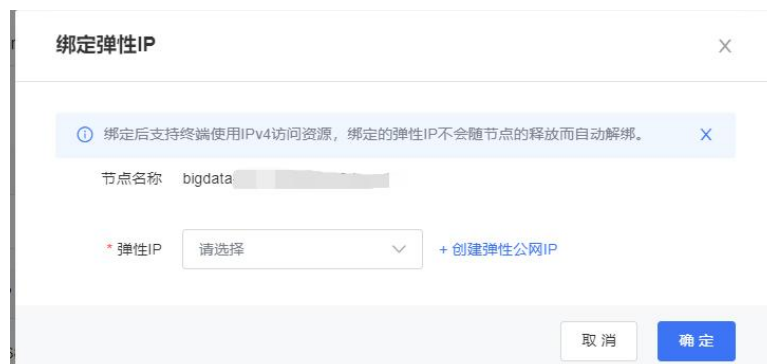 绑定弹性IP
绑定后支持终端使用IPv4访问资源，绑定的弹性IP不会随节点的释放而自动解绑。
节点名称 bigdata
* 弹性IP 请选择 + 创建弹性公网IP
取消 确定